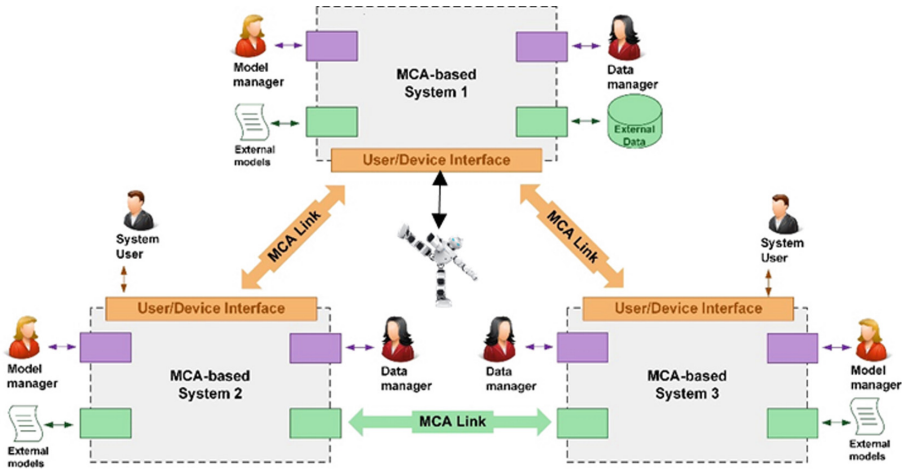 Model
manager
MCA-based
System 1
Data
manager
External
models
External
Data
User/Device Interface
MCA Link
MCA Link
System
User
System
User
User/Device Interface
User/Device Interface
Model
manager
MCA-based
System 2
Data
manager
Data
manager
MCA-based
System 3
Model
manager
External
models
MCA Link
External
models